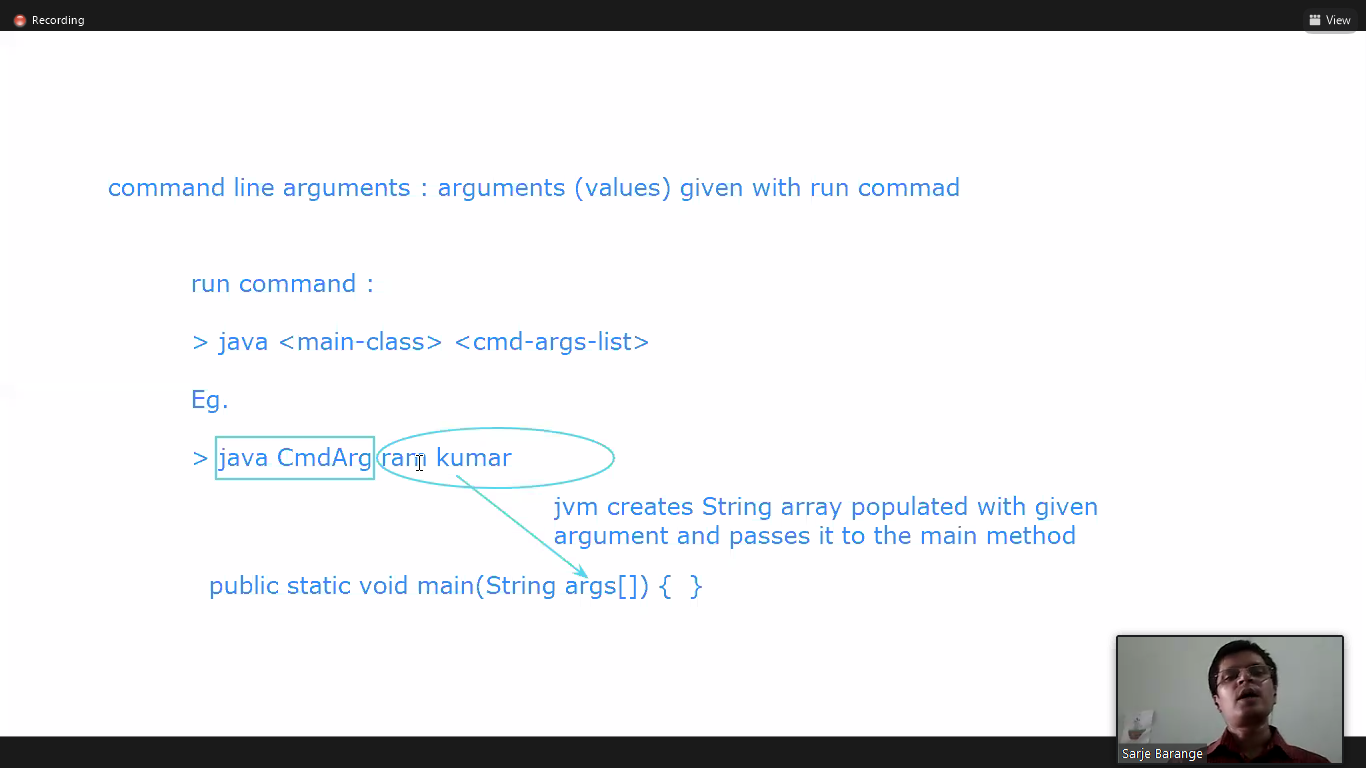 Recording
View
command line arguments : arguments (values) given with run commad
run command :
> java <main-class> <cmd-args-list>
Eg.
> java CmdArg ram kumar
jvm creates String array populated with given
argument and passes it to the main method
public static void main(String args[]) { }
Sarje Barange